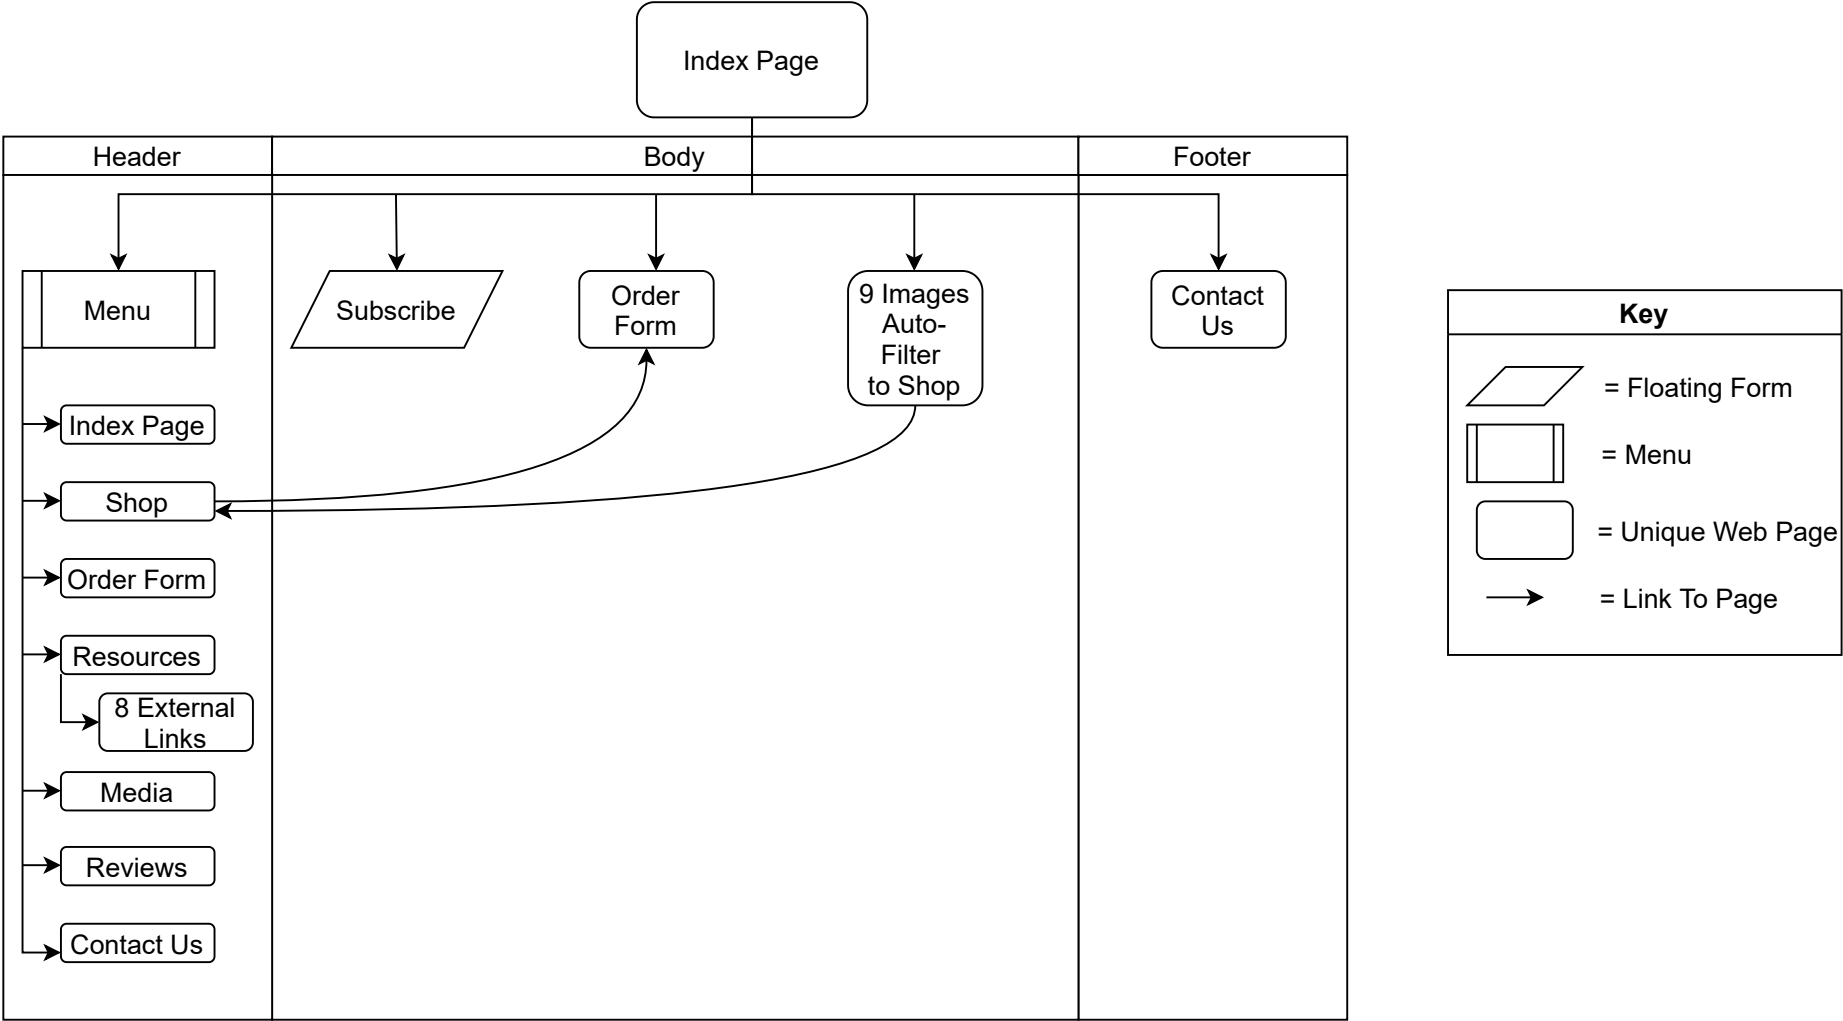 Index Page
Header
Body
Footer
Menu
Subscribe
Order
Form
9 Images
Auto-
Filter
to Shop
Contact
Us
Index Page
Shop
Order Form
Resources
8 External
Links
Media
Reviews
Contact Us
Key
= Floating Form
= Menu
= Unique Web Page
= Link To Page